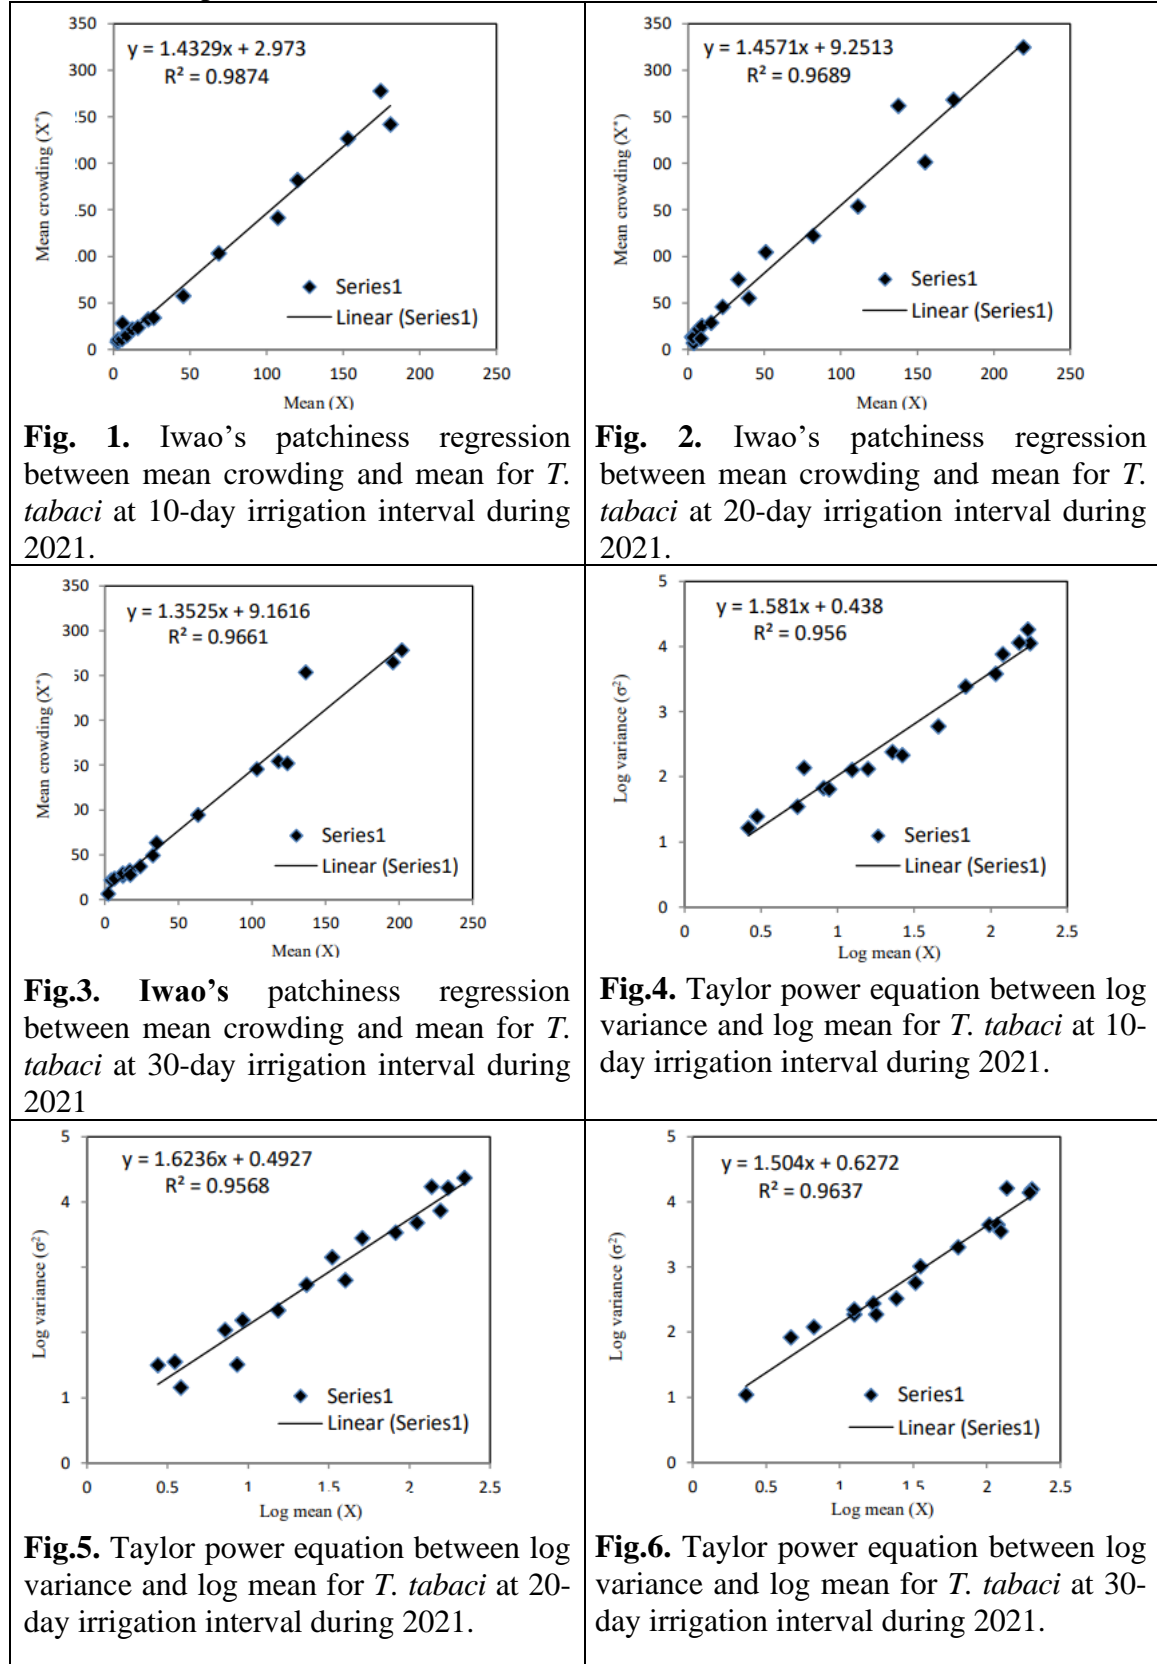 350
300
:50
:00
150
:00
50
0
y = 1.4329x + 2.973
R² = 0.9874
Mean crowding (X*)
Series1
Linear (Series1)
0 50 100 150 200 250
Mean (X)
Fig. 1. Iwao’s patchiness regression
between mean crowding and mean for T.
tabaci at 10-day irrigation interval during
2021.
350
300
50
00
50
00
50
0
y = 1.4571x + 9.2513
R² = 0.9689
Mean crowding (X*)
Series1
Linear (Series1)
0 50 100 150 200 250
Mean (X)
Fig. 2. Iwao’s patchiness regression
between mean crowding and mean for T.
tabaci at 20-day irrigation interval during
2021.
350
300
50
00
50
00
50
0
y = 1.3525x + 9.1616
R² = 0.9661
Mean crowding (X*)
Series1
Linear (Series1)
0 50 100 150 200 250
Mean (X)
Fig.3. Iwao’s patchiness regression
between mean crowding and mean for T.
tabaci at 30-day irrigation interval during
2021
5
4
3
2
1
0
y = 1.581x + 0.438
R² = 0.956
Log variance (σ²)
Series1
Linear (Series1)
0 0.5 1 1.5 2 2.5
Log mean (X)
Fig.4. Taylor power equation between log
variance and log mean for T. tabaci at 10-
day irrigation interval during 2021.
5
4
1
0
y = 1.6236x + 0.4927
R² = 0.9568
Log variance (σ²)
Series1
Linear (Series1)
0 0.5 1 1.5 2 2.5
Log mean (X)
Fig.5. Taylor power equation between log
variance and log mean for T. tabaci at 20-
day irrigation interval during 2021.
5
4
3
2
1
0
y = 1.504x + 0.6272
R² = 0.9637
Log variance (σ²)
Series1
Linear (Series1)
0 0.5 1 1.5 2 2.5
Log mean (X)
Fig.6. Taylor power equation between log
variance and log mean for T. tabaci at 30-
day irrigation interval during 2021.